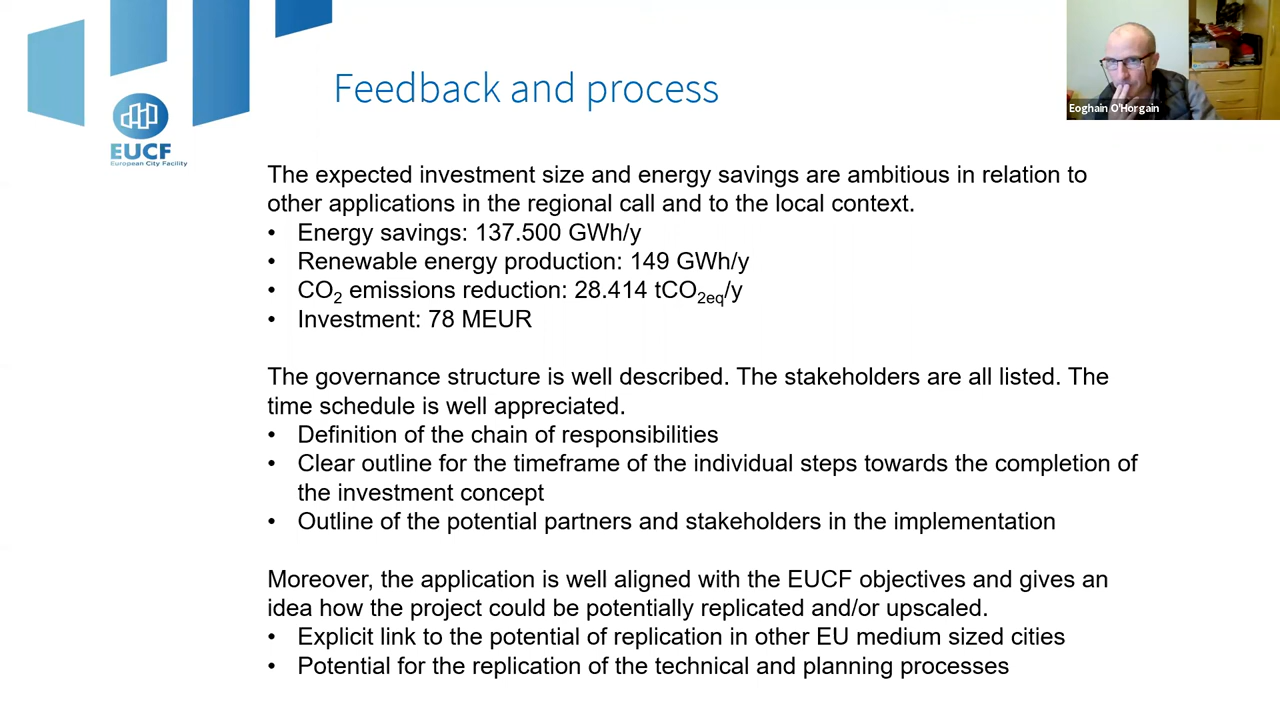 Feedback and process
Eoghain O'Horgain
EUCF
European City Facility
The expected investment size and energy savings are ambitious in relation to
other applications in the regional call and to the local context.
• Energy savings: 137.500 GWh/y
• Renewable energy production: 149 GWh/y
• CO₂ emissions reduction: 28.414 tCO₂eq/y
• Investment: 78 MEUR
The governance structure is well described. The stakeholders are all listed. The
time schedule is well appreciated.
• Definition of the chain of responsibilities
• Clear outline for the timeframe of the individual steps towards the completion of
the investment concept
• Outline of the potential partners and stakeholders in the implementation
Moreover, the application is well aligned with the EUCF objectives and gives an
idea how the project could be potentially replicated and/or upscaled.
• Explicit link to the potential of replication in other EU medium sized cities
• Potential for the replication of the technical and planning processes